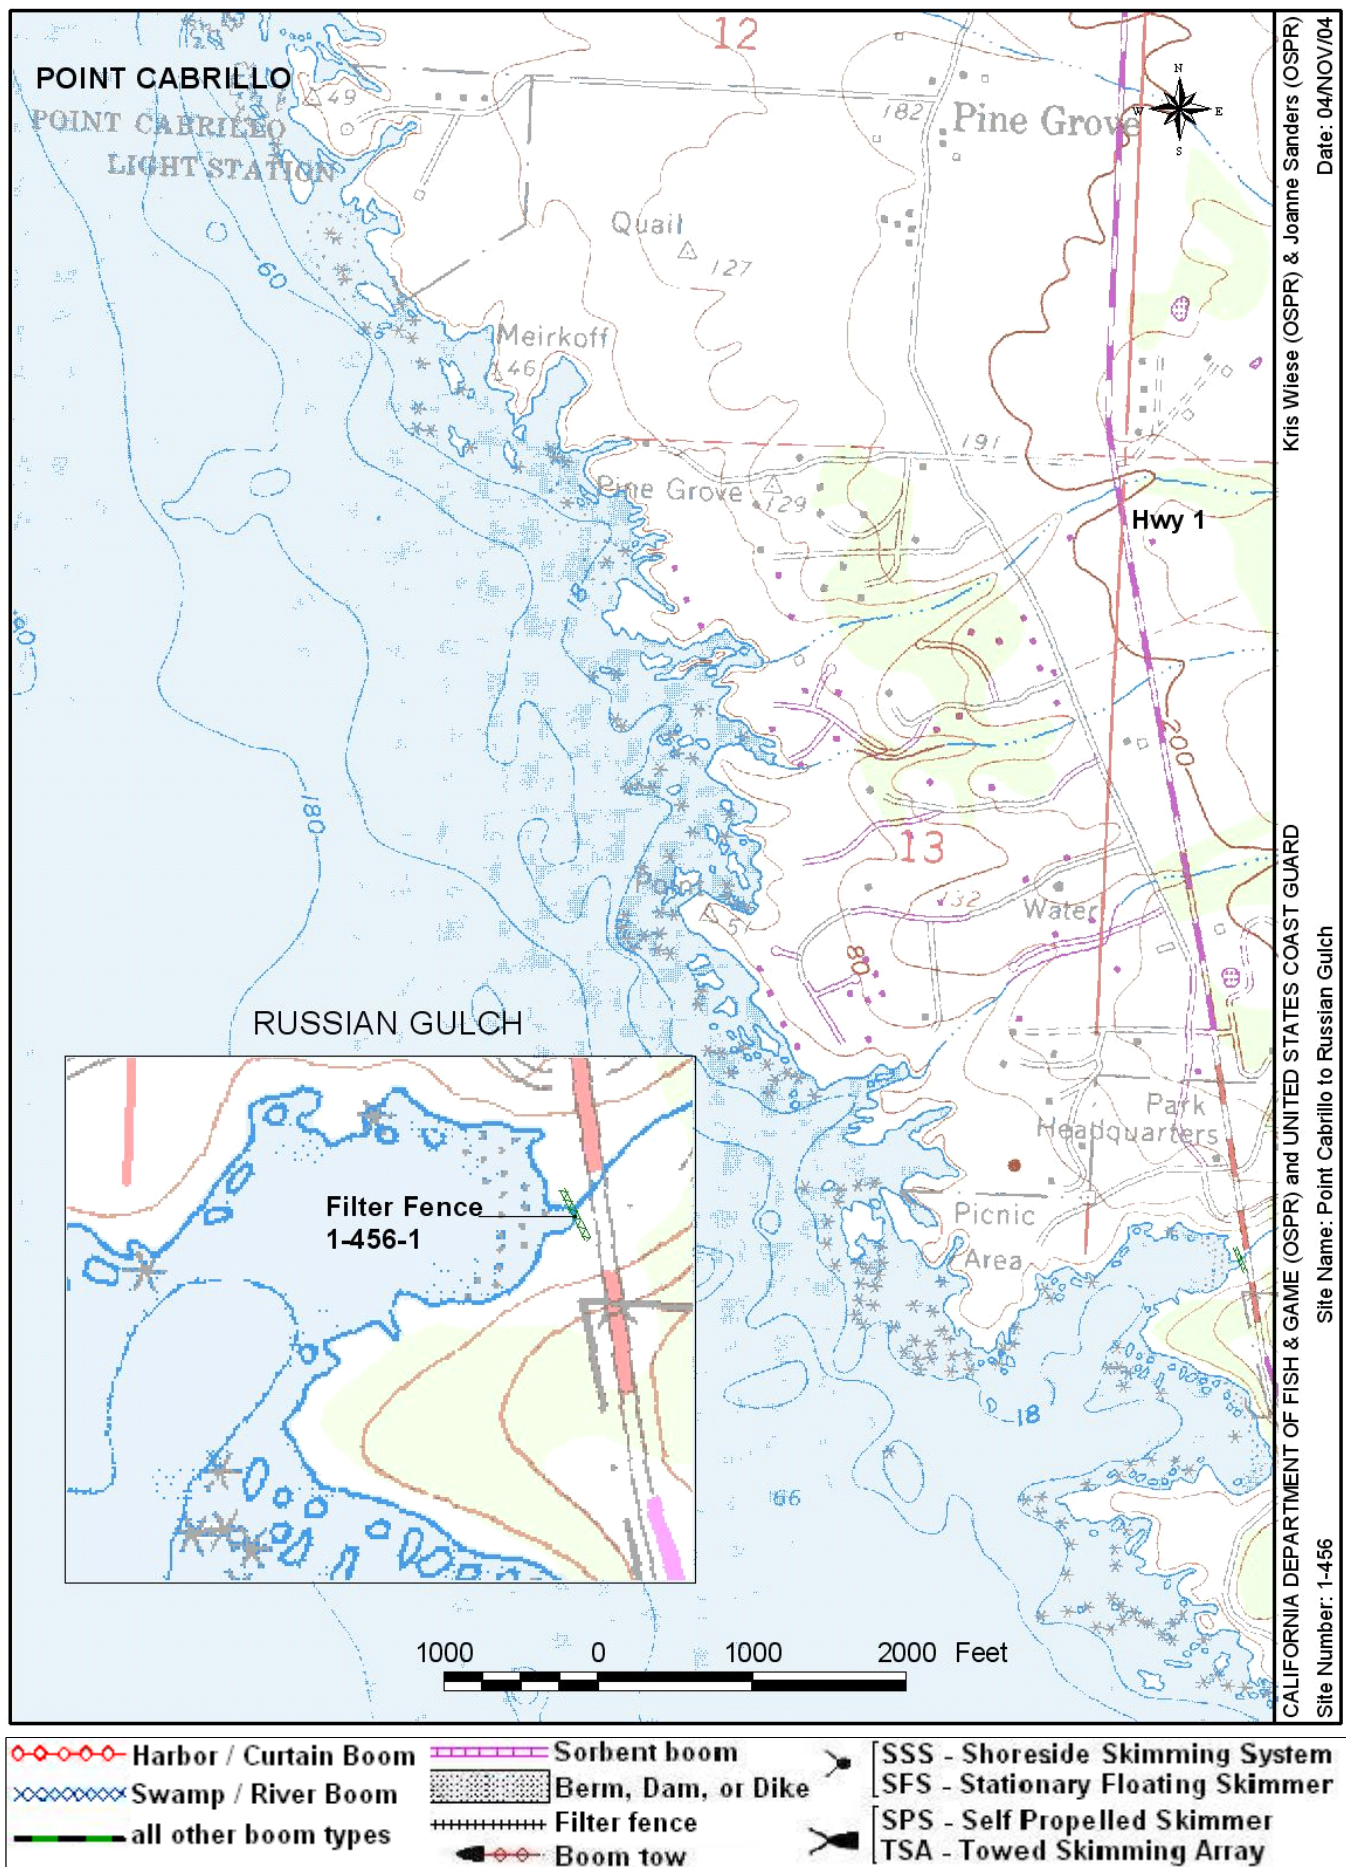 12
POINT CABRILLO
49
POINT CABRILLO
LIGHT STATION
182
Pine Grove
N
W
E
S
Quail
127
60
Meirkoff
46
191
Pine Grove
129
Hwy 1
18
200
180
13
Point
51
132
Water
80
RUSSIAN GULCH
Park
Headquarters
Picnic
Area
Filter Fence
1-456-1
18
66
1000 0 1000 2000 Feet
Kris Wiese (OSPR) & Joanne Sanders (OSPR)
Date: 04/NOV/04
CALIFORNIA DEPARTMENT OF FISH & GAME (OSPR) and UNITED STATES COAST GUARD
Site Number: 1-456
Site Name: Point Cabrillo to Russian Gulch
Harbor / Curtain Boom
Swamp / River Boom
all other boom types
Sorbent boom
Berm, Dam, or Dike
Filter fence
Boom tow
SSS - Shoreside Skimming System
SFS - Stationary Floating Skimmer
SPS - Self Propelled Skimmer
TSA - Towed Skimming Array